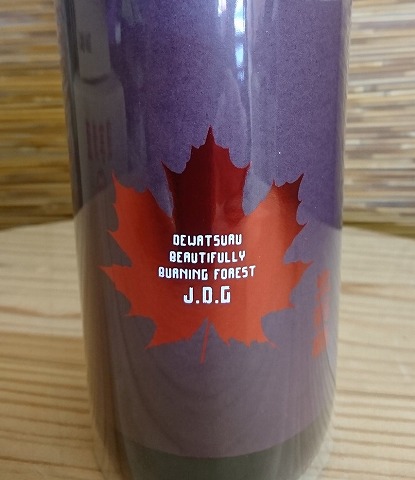 DEWATSURU
BEAUTIFULLY
BURNING FOREST
J.D.G